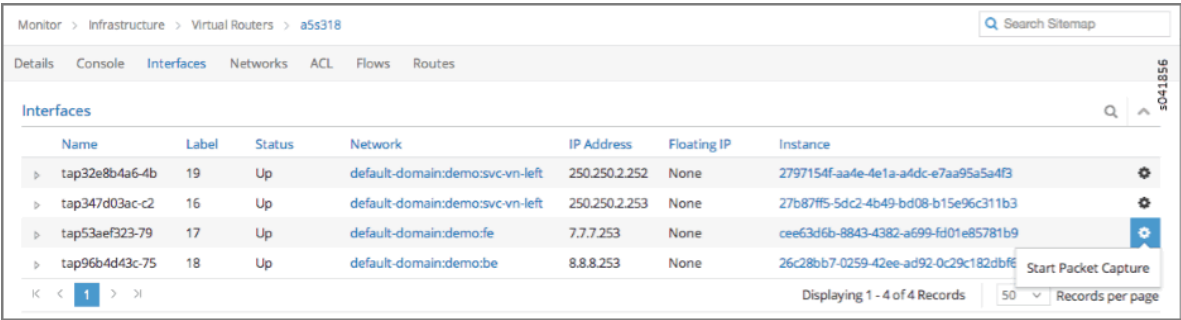 Monitor > Infrastructure > Virtual Routers > a5s318
Search Sitemap
Details Console Interfaces Networks ACL Flows Routes
s041856
Interfaces
Name Label Status Network IP Address Floating IP Instance
tap32e8b4a6-4b 19 Up default-domain:demo:svc-vn-left 250.250.2.252 None 2797154f-aa4e-4e1a-a4dc-e7aa95a5a4f3
tap347d03ac-c2 16 Up default-domain:demo:svc-vn-left 250.250.2.253 None 27b87ff5-5dc2-4b49-bd08-b15e96c311b3
tap53aef323-79 17 Up default-domain:demo:fe 7.7.7.253 None cee63d6b-8843-4382-a699-fd01e85781b9
tap96b4d43c-75 18 Up default-domain:demo:be 8.8.8.253 None 26c28bb7-0259-42ee-ad92-0c29c182dbf6
Start Packet Capture
1 Displaying 1 - 4 of 4 Records 50 Records per page